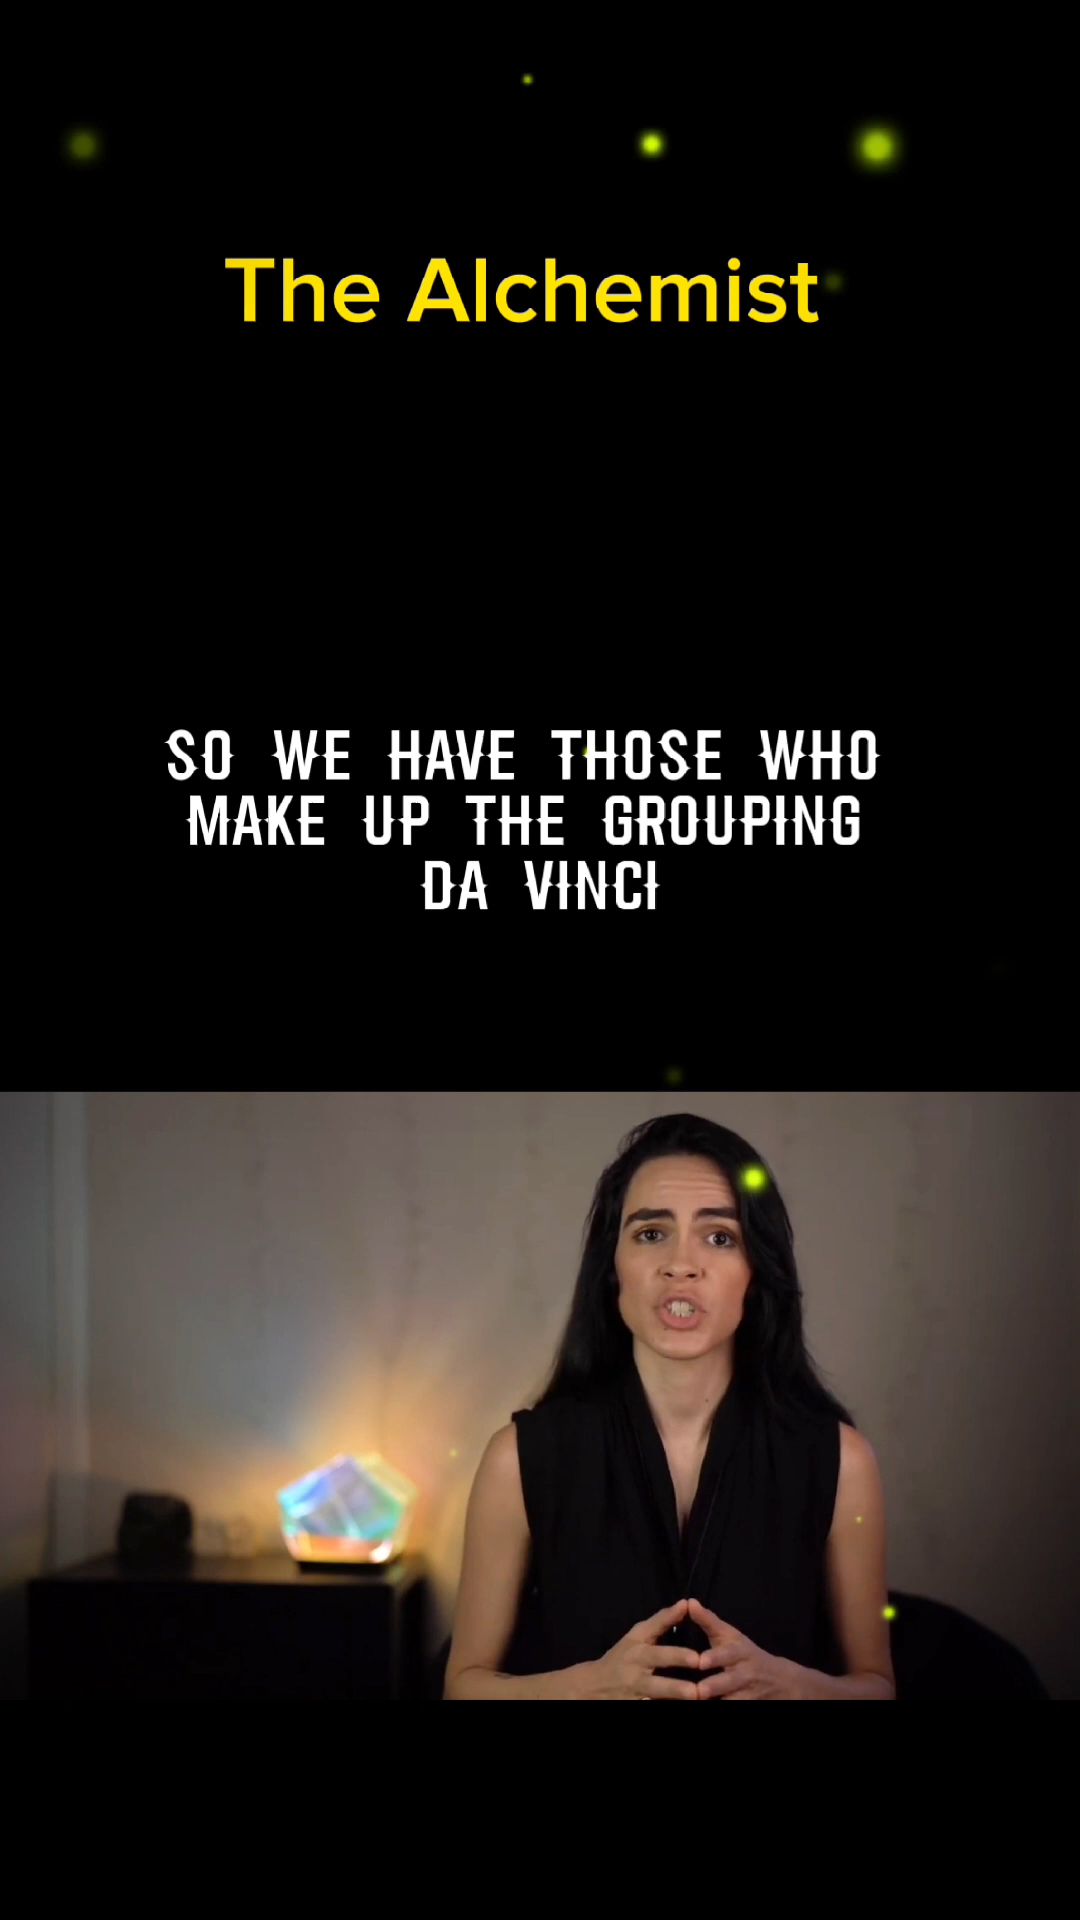 The Alchemist
SO WE HAVE THOSE WHO
MAKE UP THE GROUPING
DA VINCI